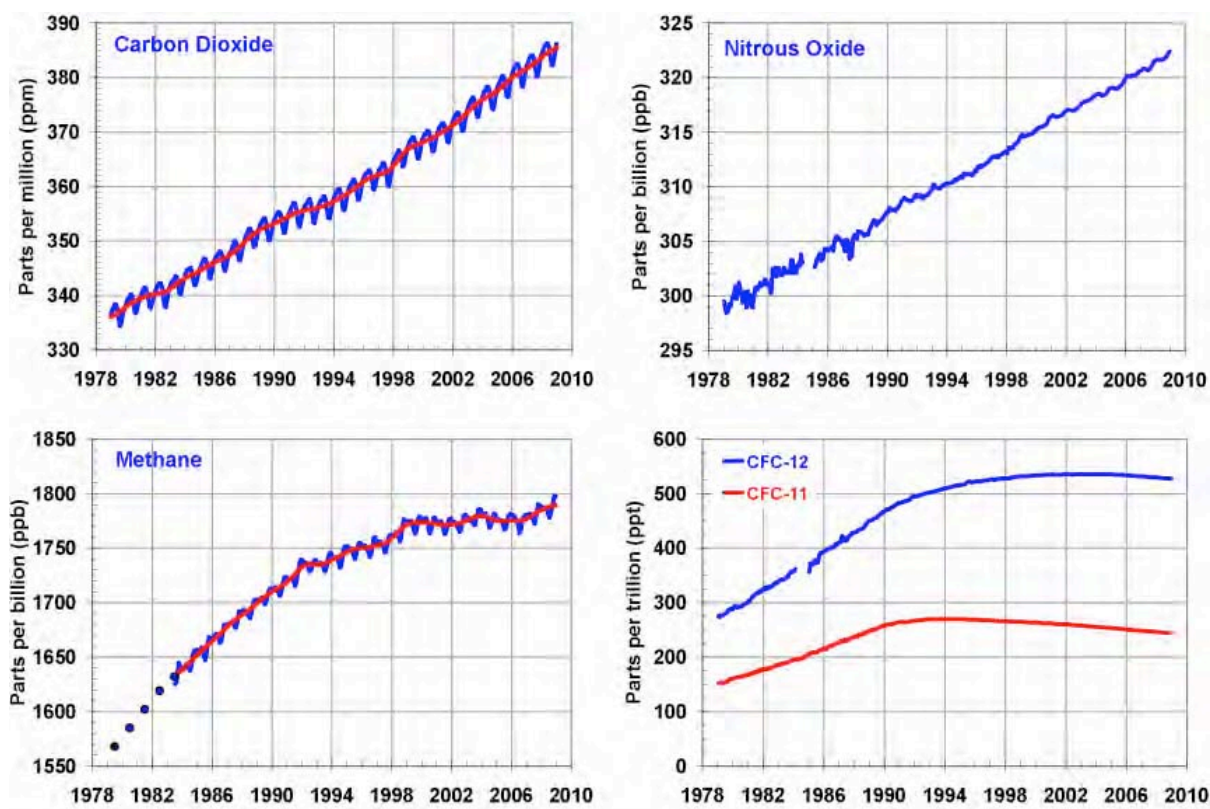 Carbon Dioxide
Parts per million (ppm)
390
380
370
360
350
340
330
1978 1982 1986 1990 1994 1998 2002 2006 2010
Nitrous Oxide
Parts per billion (ppb)
325
320
315
310
305
300
295
1978 1982 1986 1990 1994 1998 2002 2006 2010
Methane
Parts per billion (ppb)
1850
1800
1750
1700
1650
1600
1550
1978 1982 1986 1990 1994 1998 2002 2006 2010
CFC-12
CFC-11
Parts per trillion (ppt)
600
500
400
300
200
100
0
1978 1982 1986 1990 1994 1998 2002 2006 2010